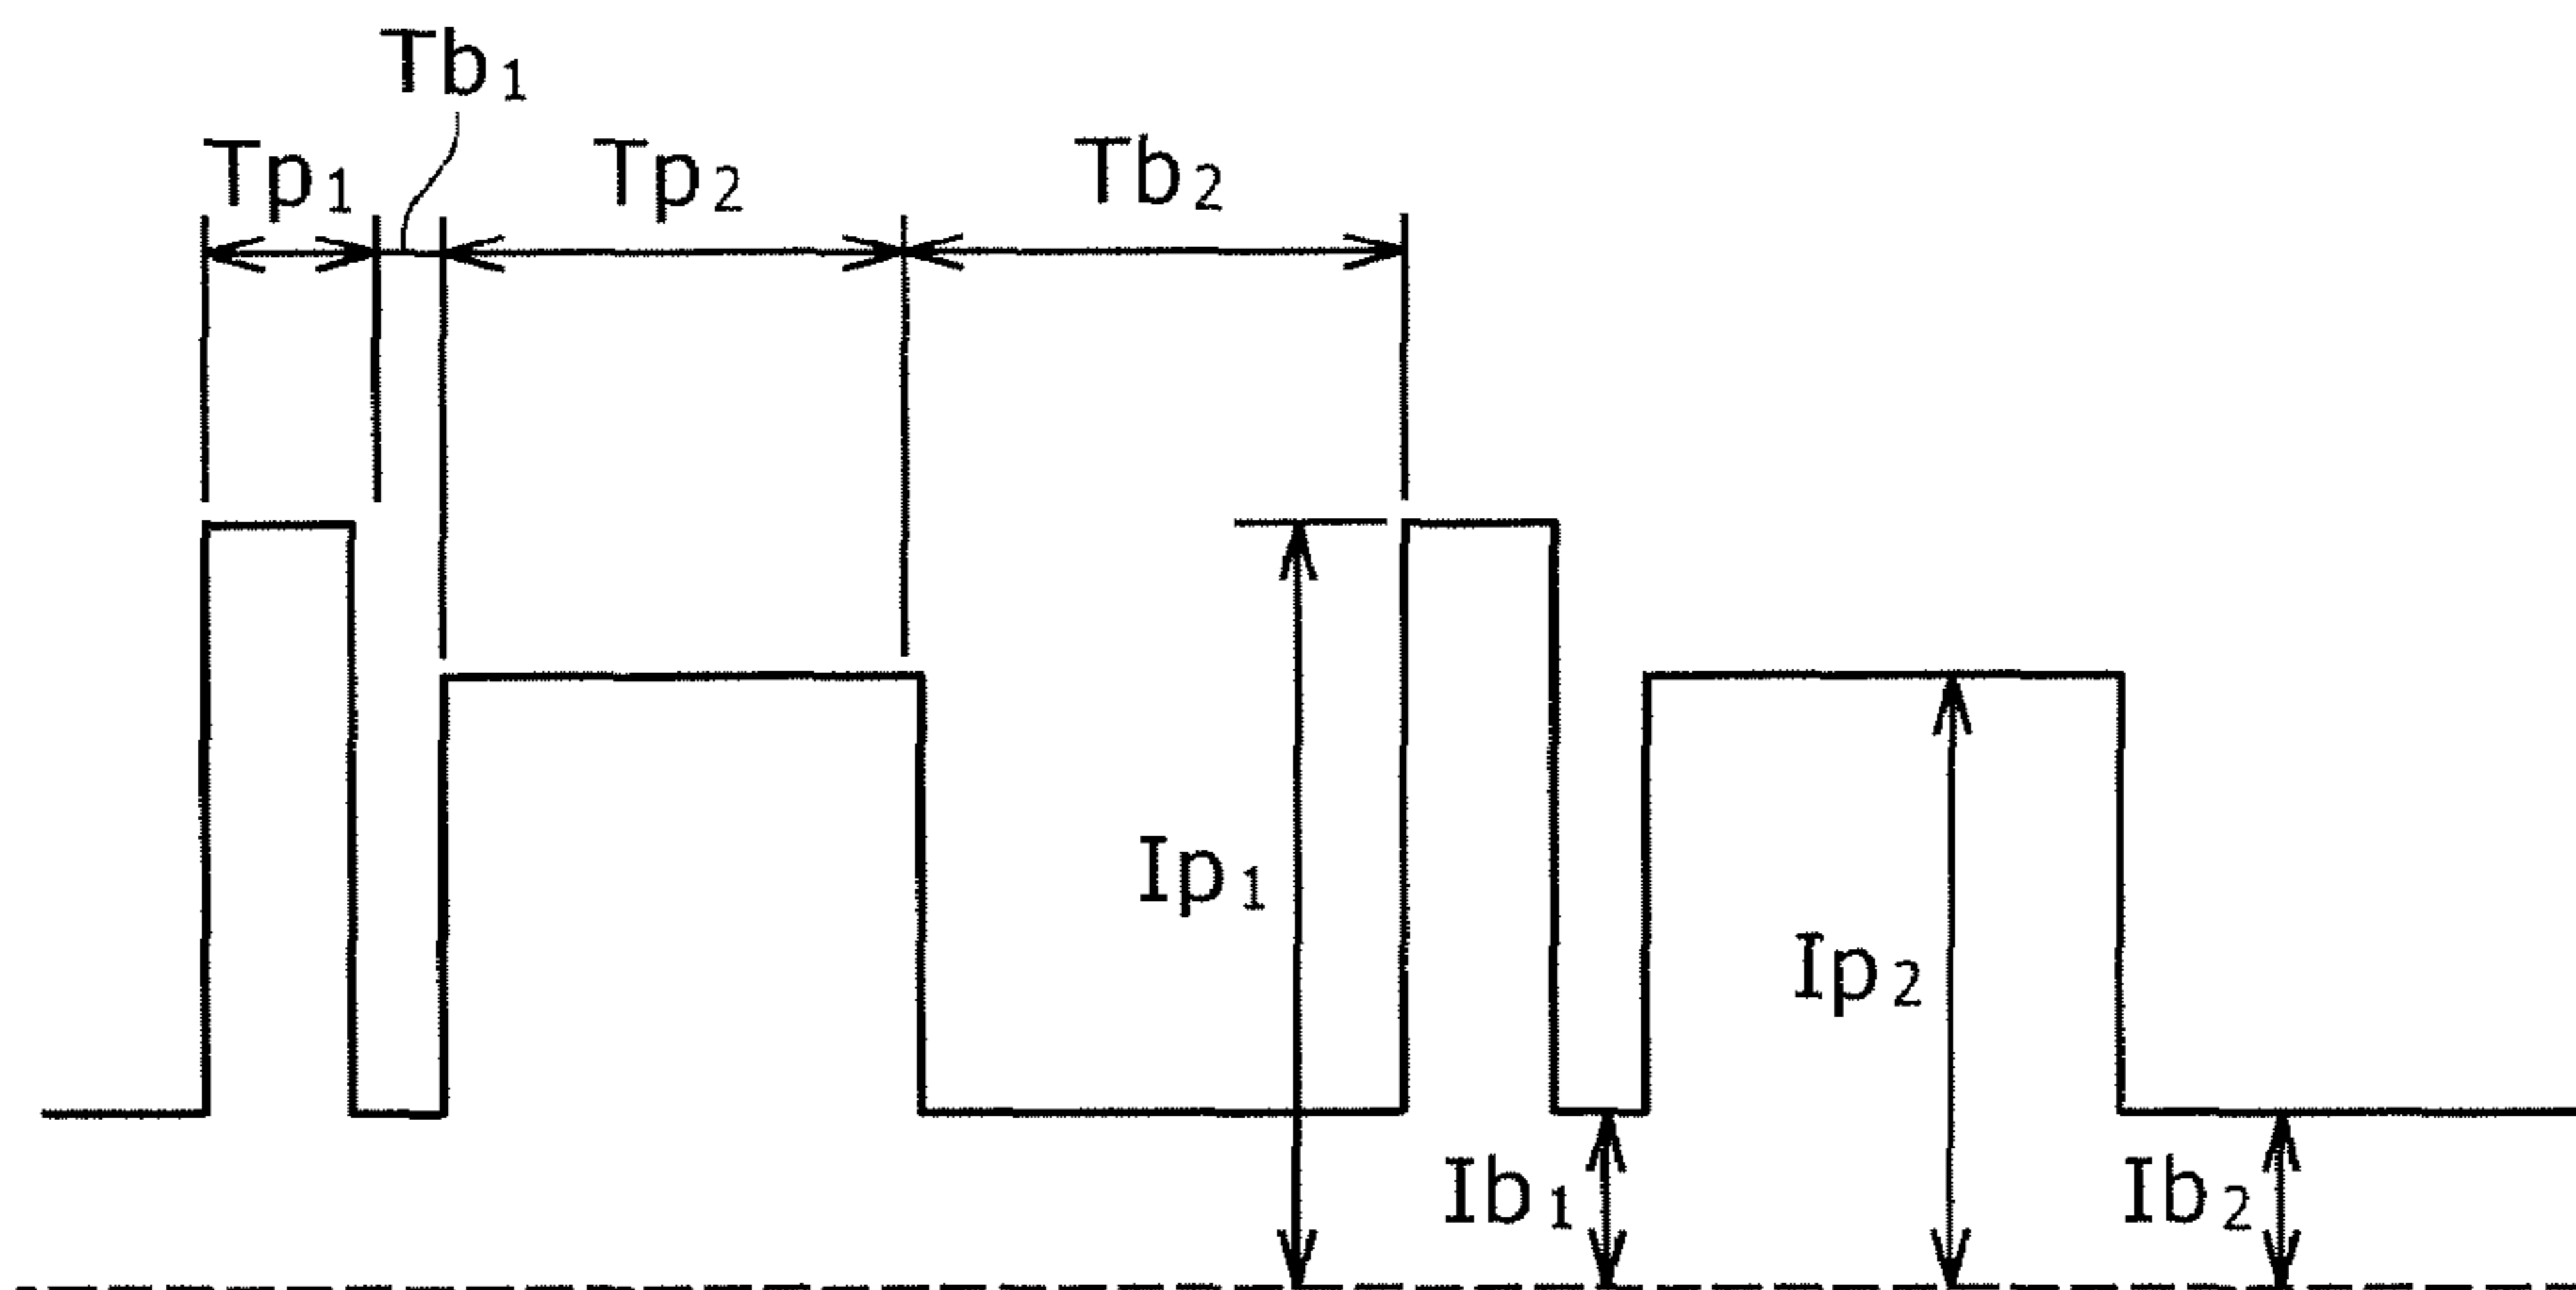 Tb₁
Tp₁
Tp₂
Tb₂
Ip₁
Ip₂
Ib₁
Ib₂